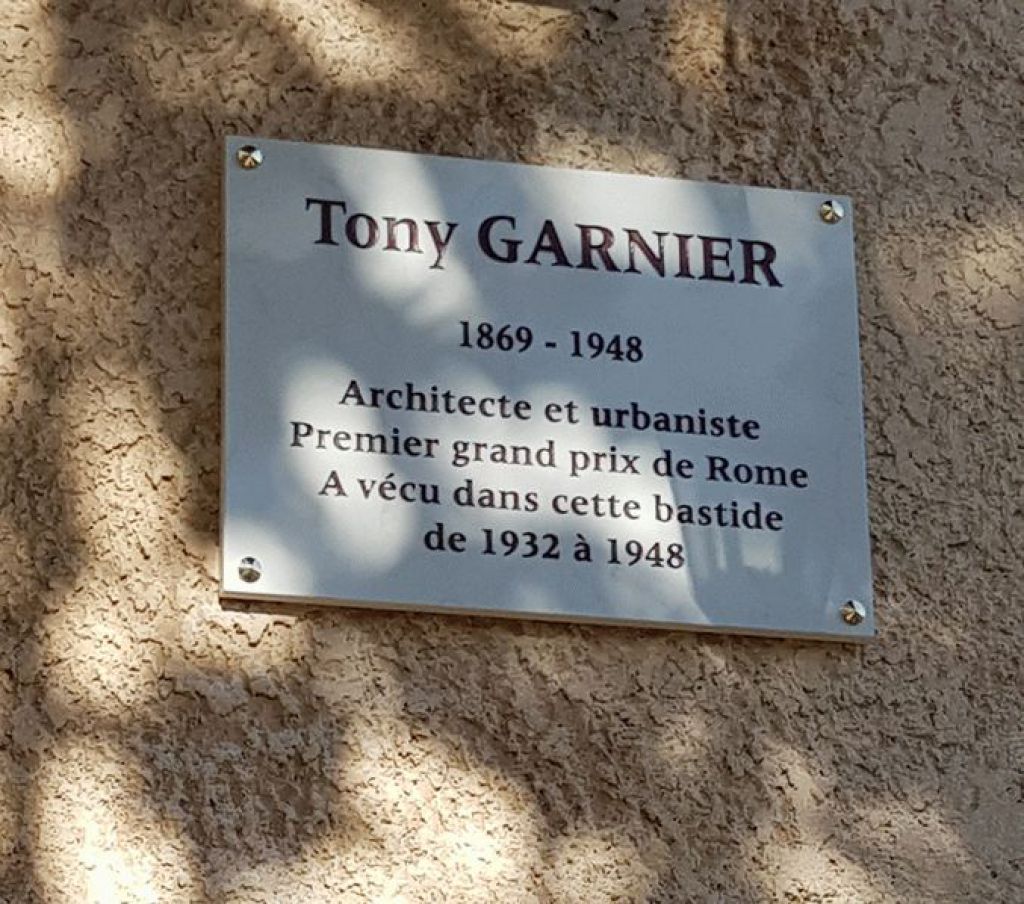 Tony GARNIER
1869 - 1948
Architecte et urbaniste
Premier grand prix de Rome
A vécu dans cette bastide
de 1932 à 1948